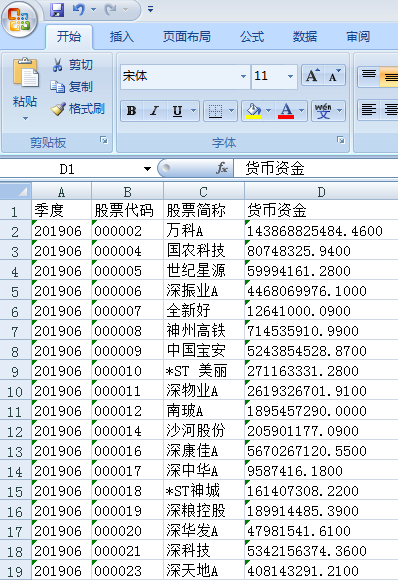 开始 插入 页面布局 公式 数据 审阅
剪切
复制
格式刷
粘贴
宋体 11 A A
B I U A wén 文
剪贴板 字体
D1 fx 货币资金
A B C D
1 季度 股票代码 股票简称 货币资金
2 201906 000002 万科A 143868825484.4600
3 201906 000004 国农科技 80748325.9400
4 201906 000005 世纪星源 59994161.2800
5 201906 000006 深振业A 4468069976.1000
6 201906 000007 全新好 12641000.0900
7 201906 000008 神州高铁 714535910.9900
8 201906 000009 中国宝安 5243854528.8700
9 201906 000010 *ST 美丽 271163331.2800
10 201906 000011 深物业A 2619326701.9100
11 201906 000012 南玻A 1895457290.0000
12 201906 000014 沙河股份 205901177.0900
13 201906 000016 深康佳A 5670267120.5500
14 201906 000017 深中华A 9587416.1800
15 201906 000018 *ST神城 161407308.2200
16 201906 000019 深粮控股 189914485.3900
17 201906 000020 深华发A 47981541.6100
18 201906 000021 深科技 5342156374.3600
19 201906 000023 深天地A 408143291.2100